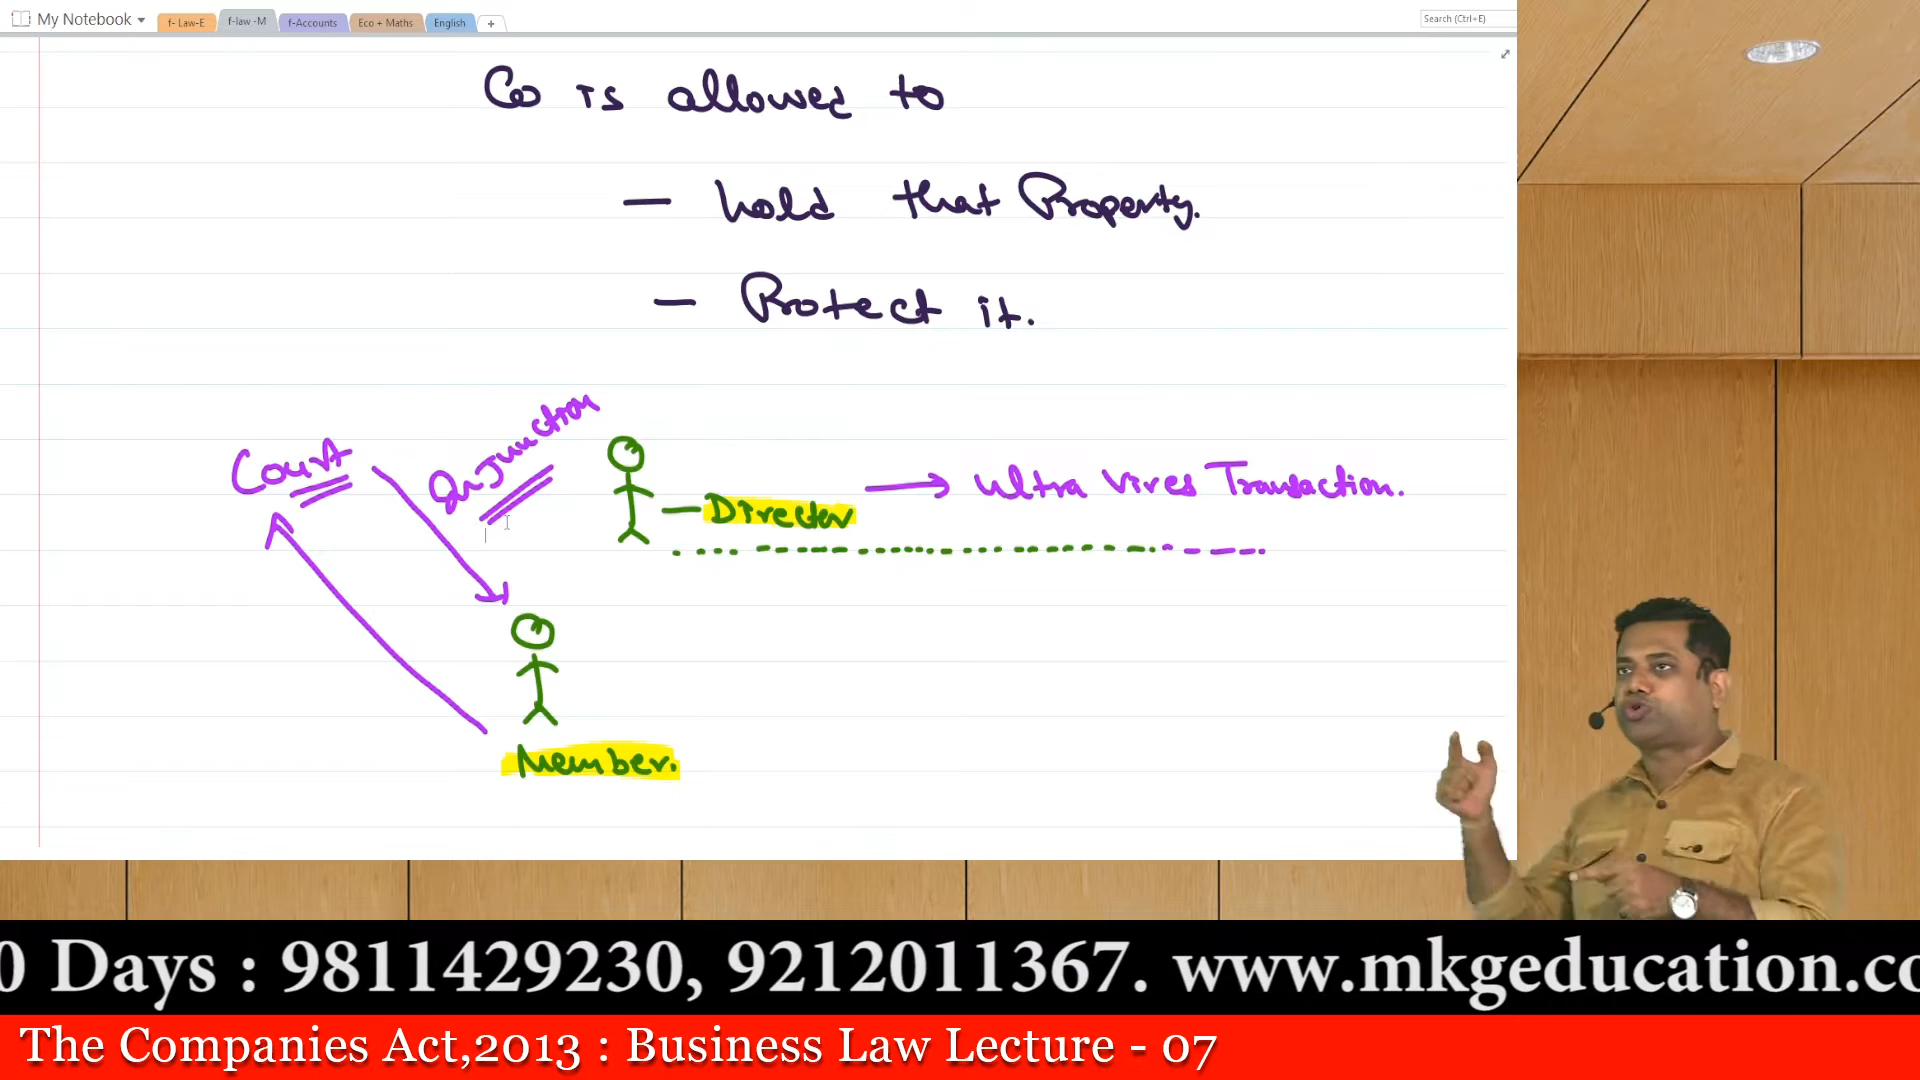 My Notebook
f- Law-E
f-law -M
f-Accounts
Eco + Maths
English
+
Search (Ctrl+E)
Co is allowed to
— hold that Property.
— Protect it.
Court
Injunction
— Director → Ultra Vires Transaction.
Member.
0 Days : 9811429230, 9212011367. www.mkgeducation.co
The Companies Act,2013 : Business Law Lecture - 07